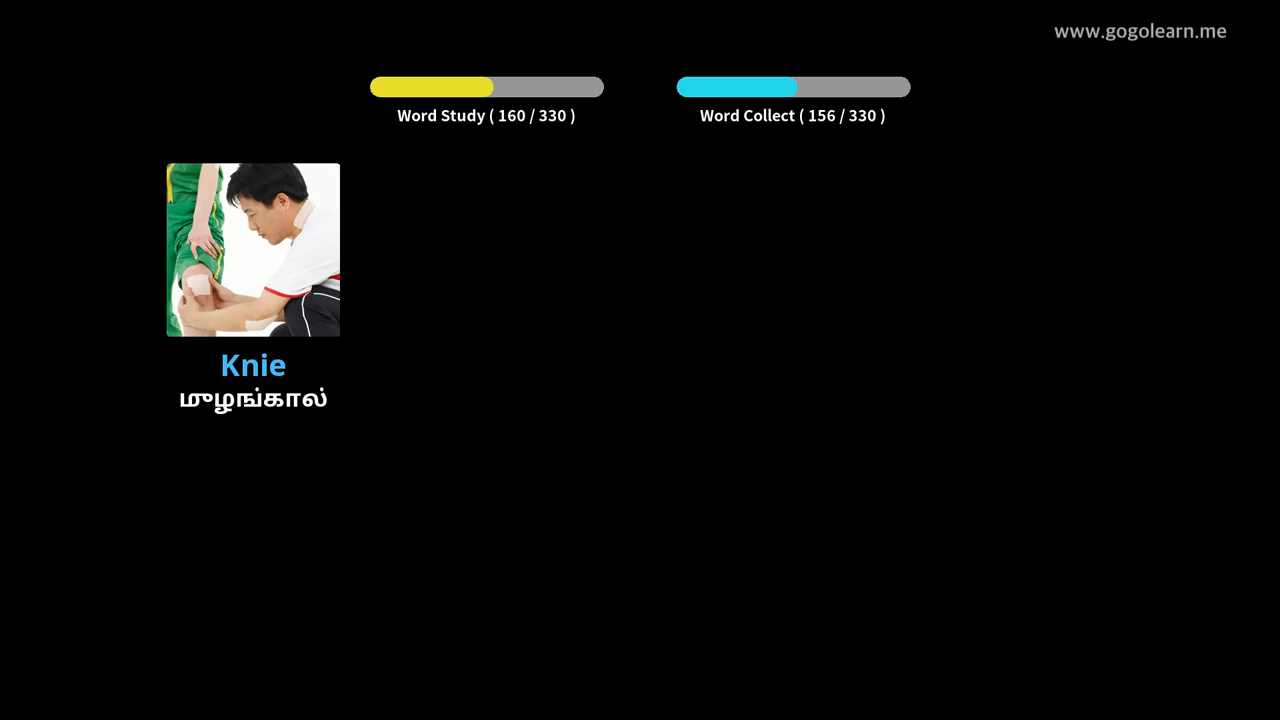 www.gogolearn.me
Word Study ( 160 / 330 )
Word Collect ( 156 / 330 )
Knie
முழங்கால்